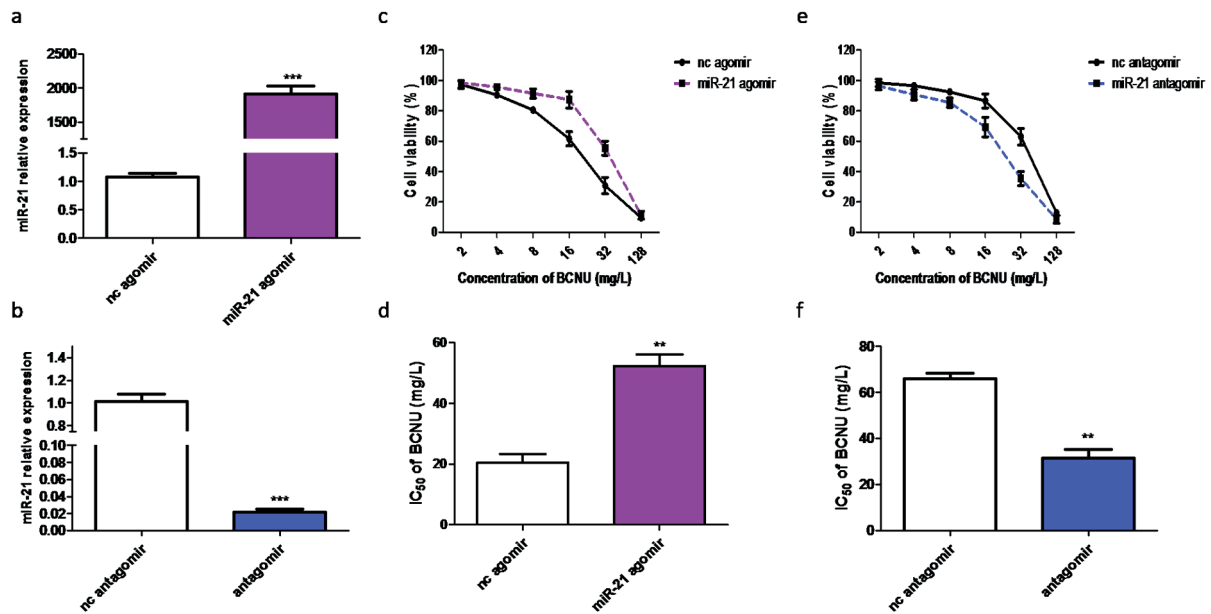 a
miR-21 relative expression
2500
2000
1500
1.5
1.0
0.5
0.0
***
nc agomir
miR-21 agomir
b
miR-21 relative expression
1.4
1.2
1.0
0.8
0.10
0.08
0.06
0.04
0.02
0.00
***
nc antagomir
antagomir
c
Cell viability (%)
120
100
80
60
40
20
0
nc agomir
miR-21 agomir
2 4 8 16 32 128
Concentration of BCNU (mg/L)
d
IC50 of BCNU (mg/L)
60
40
20
0
**
nc agomir
miR-21 agomir
e
Cell viability (%)
120
100
80
60
40
20
0
nc antagomir
miR-21 antagomir
2 4 8 16 32 128
Concentration of BCNU (mg/L)
f
IC50 of BCNU (mg/L)
80
60
40
20
0
**
nc antagomir
antagomir